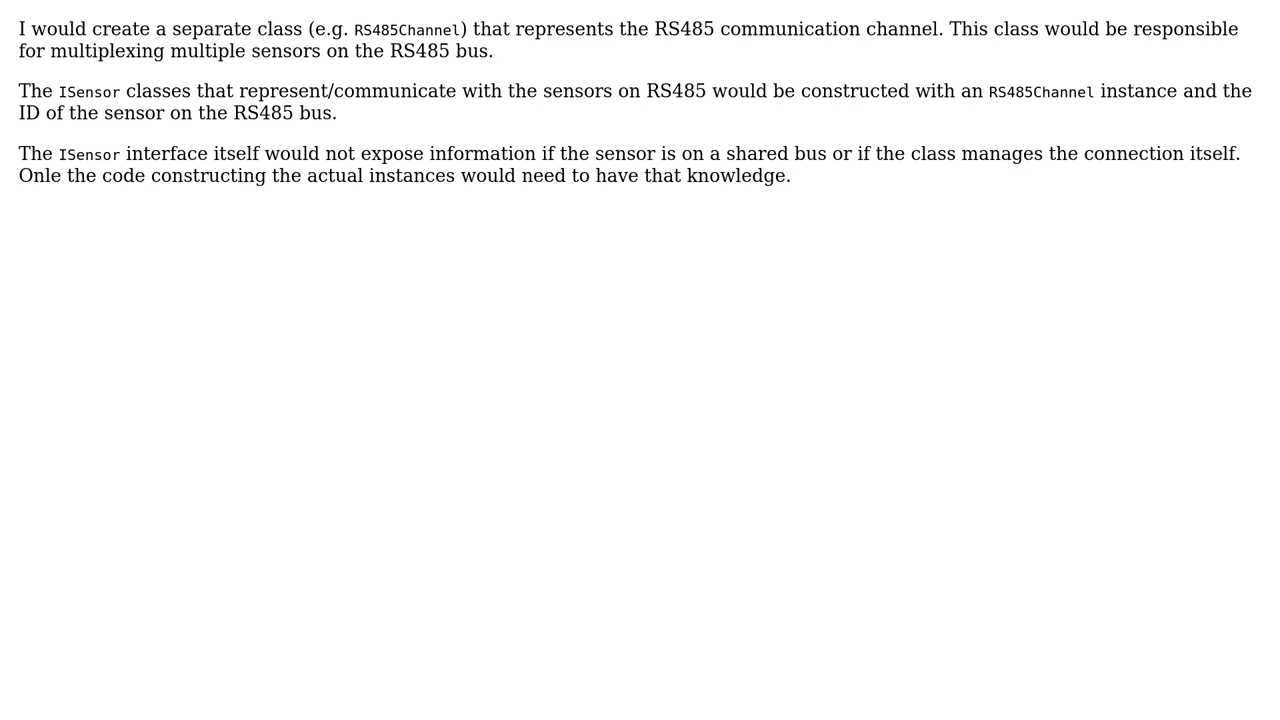 I would create a separate class (e.g. RS485Channel) that represents the RS485 communication channel. This class would be responsible
for multiplexing multiple sensors on the RS485 bus.
The ISensor classes that represent/communicate with the sensors on RS485 would be constructed with an RS485Channel instance and the
ID of the sensor on the RS485 bus.
The ISensor interface itself would not expose information if the sensor is on a shared bus or if the class manages the connection itself.
Onle the code constructing the actual instances would need to have that knowledge.